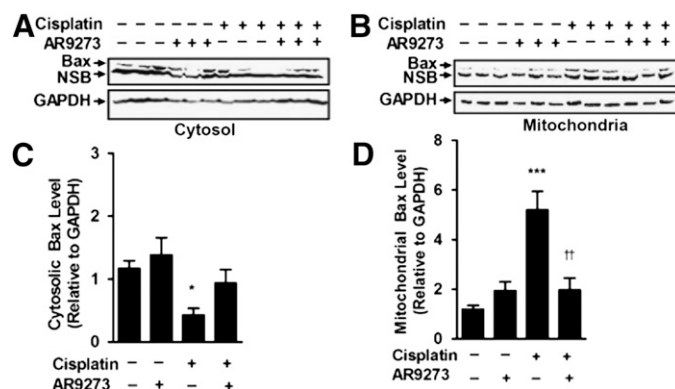 A
Cisplatin – – – – – – + + + + + +
AR9273 – – – + + + – – – + + +
Bax
NSB
GAPDH
Cytosol
B
Cisplatin – – – – – – + + + + + +
AR9273 – – – + + + – – – + + +
Bax
NSB
GAPDH
Mitochondria
C
Cytosolic Bax Level
(Relative to GAPDH)
3
2
1
0
*
Cisplatin – – + +
AR9273 – + – +
D
Mitochondrial Bax Level
(Relative to GAPDH)
8
6
4
2
0
***
††
Cisplatin – – + +
AR9273 – + – +